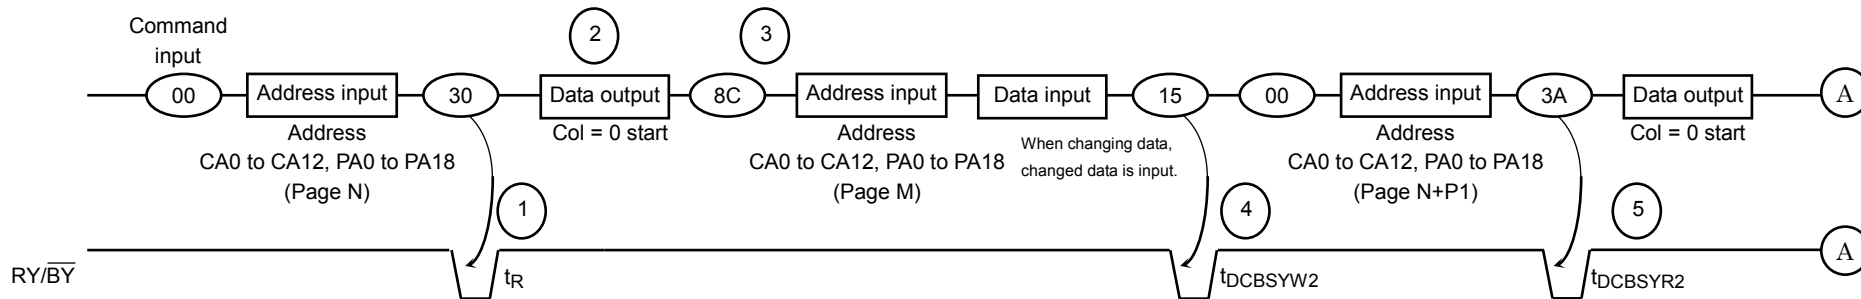 Command
input
2
3
00
Address input
30
Data output
8C
Address input
Data input
15
00
Address input
3A
Data output
A
Address
CA0 to CA12, PA0 to PA18
(Page N)
Col = 0 start
Address
CA0 to CA12, PA0 to PA18
(Page M)
When changing data,
changed data is input.
Address
CA0 to CA12, PA0 to PA18
(Page N+P1)
Col = 0 start
1
4
5
RY/BY
tR
tDCBSYW2
tDCBSYR2
A